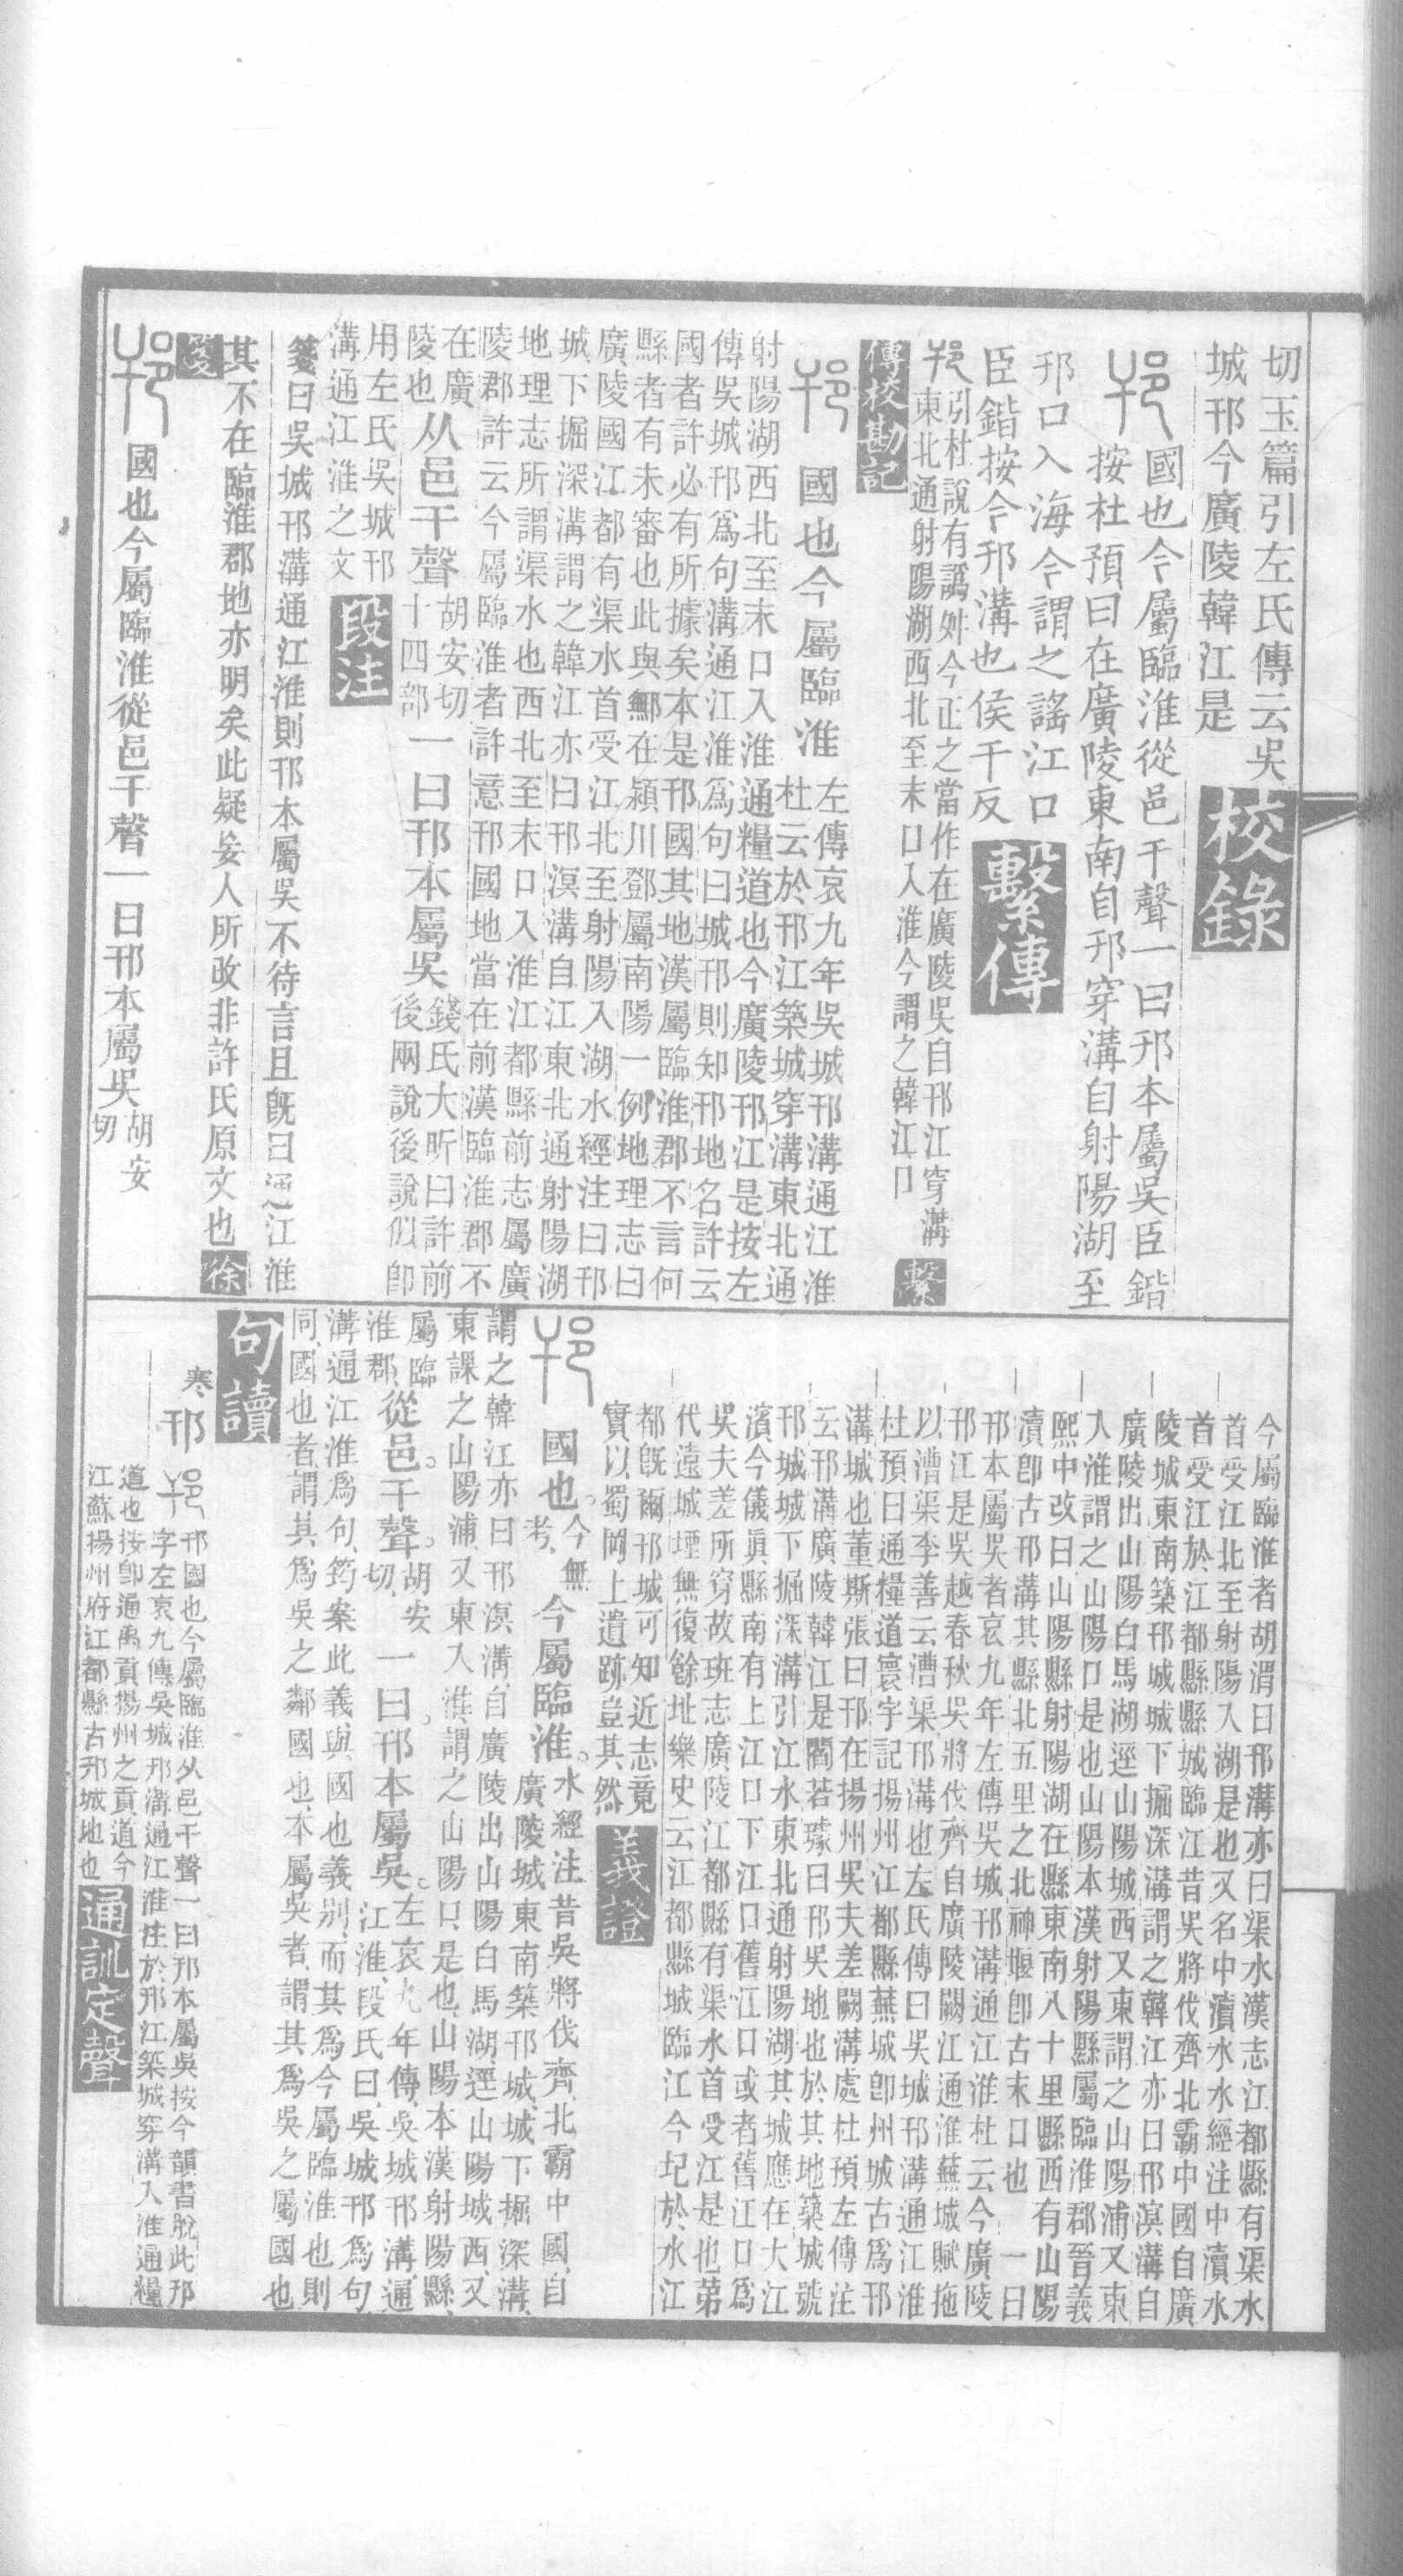 切玉篇引左氏傳云吳
城邗今廣陵韓江是
校錄
國也今屬臨淮從邑干聲一曰邗本屬吳臣鍇
按杜預曰在廣陵東南自邗穿溝自射陽湖至
邗口入海今謂之謠江口
臣鍇按今邗溝也侯干反
繫傳
引杜說有譌舛今正之當作在廣陵吳自邗江穿溝
東北通射陽湖西北至末口入淮今謂之韓江口
繫
傳校勘記
國也今屬臨淮
左傳哀九年吳城邗溝通江淮
杜云於邗江築城穿溝東北通
射陽湖西北至末口入淮通糧道也今廣陵邗江是按左
傳吳城邗爲句溝通江淮爲句曰城邗則知邗地名許云
國者許必有所據矣本是邗國其地漢屬臨淮郡不言何
縣者有未審也此與鄦在潁川鄧屬南陽一例地理志曰
廣陵國江都有渠水首受江北至射陽入湖水經注曰邗
城下掘深溝謂之韓江亦曰邗溟溝自江東北通射陽湖
地理志所謂渠水也西北至末口入淮江都縣前志屬廣
陵郡許云今屬臨淮者許意邗國地當在前漢臨淮郡不
在廣
陵也
从邑干聲
胡安切
十四部
一曰邗本屬吳
錢氏大昕曰許前
後兩說後說似卽
用左氏吳城邗
溝通江淮之文
段注
箋曰吳城邗溝通江淮則邗本屬吳不待言且旣曰通江淮
其不在臨淮郡地亦明矣此疑妄人所改非許氏原文也
徐
箋
國也今屬臨淮從邑干聲一曰邗本屬吳
胡安
切
今屬臨淮者胡渭曰邗溝亦曰渠水漢志江都縣有渠水
首受江北至射陽入湖是也又名中瀆水水經注中瀆水
首受江於江都縣縣城臨江昔吳將伐齊北霸中國自廣
陵城東南築邗城城下掘深溝謂之韓江亦曰邗溟溝自
廣陵出山陽白馬湖逕山陽城西又東謂之山陽浦又東
入淮謂之山陽口是也山陽本漢射陽縣屬臨淮郡晉義
熙中改曰山陽縣射陽湖在縣東南八十里縣西有山陽
瀆卽古邗溝其縣北五里之北神堰卽古末口也　一曰
邗本屬吳者哀九年左傳吳城邗溝通江淮杜云今廣陵
邗江是吳越春秋吳將伐齊自廣陵闕江通淮蕪城賦拖
以漕渠李善云漕渠邗溝也左氏傳曰吳城邗溝通江淮
杜預曰通糧道寰宇記揚州江都縣蕪城卽州城古爲邗
溝城也董斯張曰邗在揚州吳夫差闕溝處杜預左傳注
云邗溝廣陵韓江是閻若璩曰邗吳地也於其地築城號
邗城城下掘深溝引江水東北通射陽湖其城應在大江
濱今儀眞縣南有上江口下江口舊江口或者舊江口爲
吳夫差所穿故班志廣陵江都縣有渠水首受江是也第
代遠城堙無復餘址樂史云江都縣城臨江今圮於水江
都旣爾邗城可知近志竟
實以蜀岡上遺跡豈其然
義證
國也
今無
考
今屬臨淮
水經注昔吳將伐齊北霸中國自
廣陵城東南築邗城城下掘深溝
謂之韓江亦曰邗溟溝自廣陵出山陽白馬湖逕山陽城西又
東謂之山陽浦又東入淮謂之山陽口是也山陽本漢射陽縣
屬臨
淮郡
從邑干聲
胡安
切
一曰邗本屬吳
左哀九年傳吳城邗溝通
江淮段氏曰吳城邗爲句
溝通江淮爲句筠案此義與國也義別而其爲今屬臨淮也則
同國也者謂其爲吳之鄰國也本屬吳者謂其爲吳之屬國也
句讀
寒
邗
邗國也今屬臨淮从邑干聲一曰邗本屬吳按今韻書脫此邗
字左哀九傳吳城邗溝通江淮注於邗江築城穿溝入淮通糧
道也按卽通禹貢揚州之貢道今
江蘇揚州府江都縣古邗城地也
通訓定聲